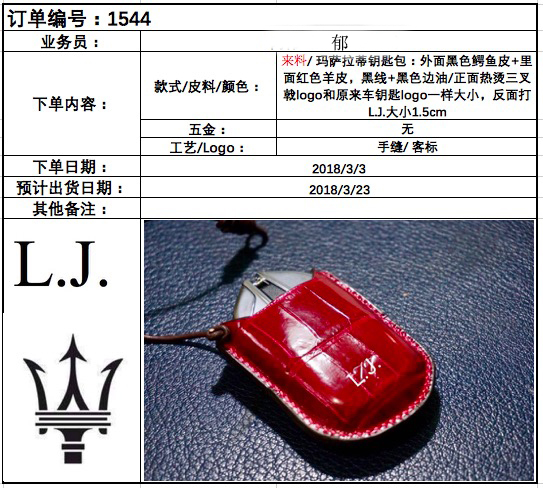 订单编号：1544
业务员：
郁
下单内容：
款式/皮料/颜色：
来料/ 玛萨拉蒂钥匙包：外面黑色鳄鱼皮+里
面红色羊皮，黑线+黑色边油/正面热烫三叉
戟logo和原来车钥匙logo一样大小，反面打
L.J.大小1.5cm
五金：
无
工艺/Logo：
手缝/ 客标
下单日期：
2018/3/3
预计出货日期：
2018/3/23
其他备注：
L.J.
L.J.